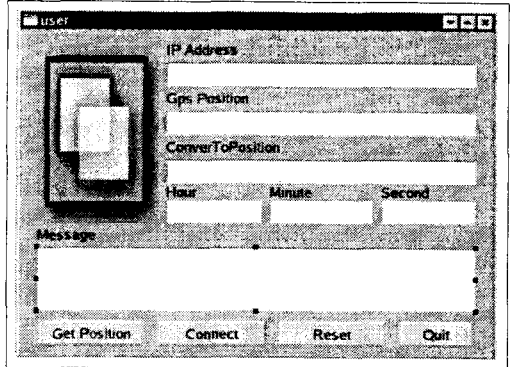 user
IP Address
Gps Position
ConverToPosition
Hour Minute Second
Message
Get Position Connect Reset Quit